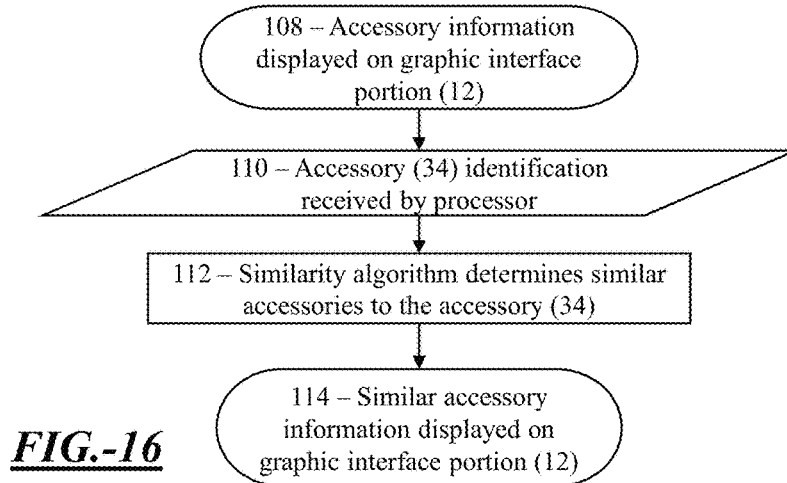 108 – Accessory information
displayed on graphic interface
portion (12)
110 – Accessory (34) identification
received by processor
112 – Similarity algorithm determines similar
accessories to the accessory (34)
114 – Similar accessory
information displayed on
graphic interface portion (12)
FIG.-16